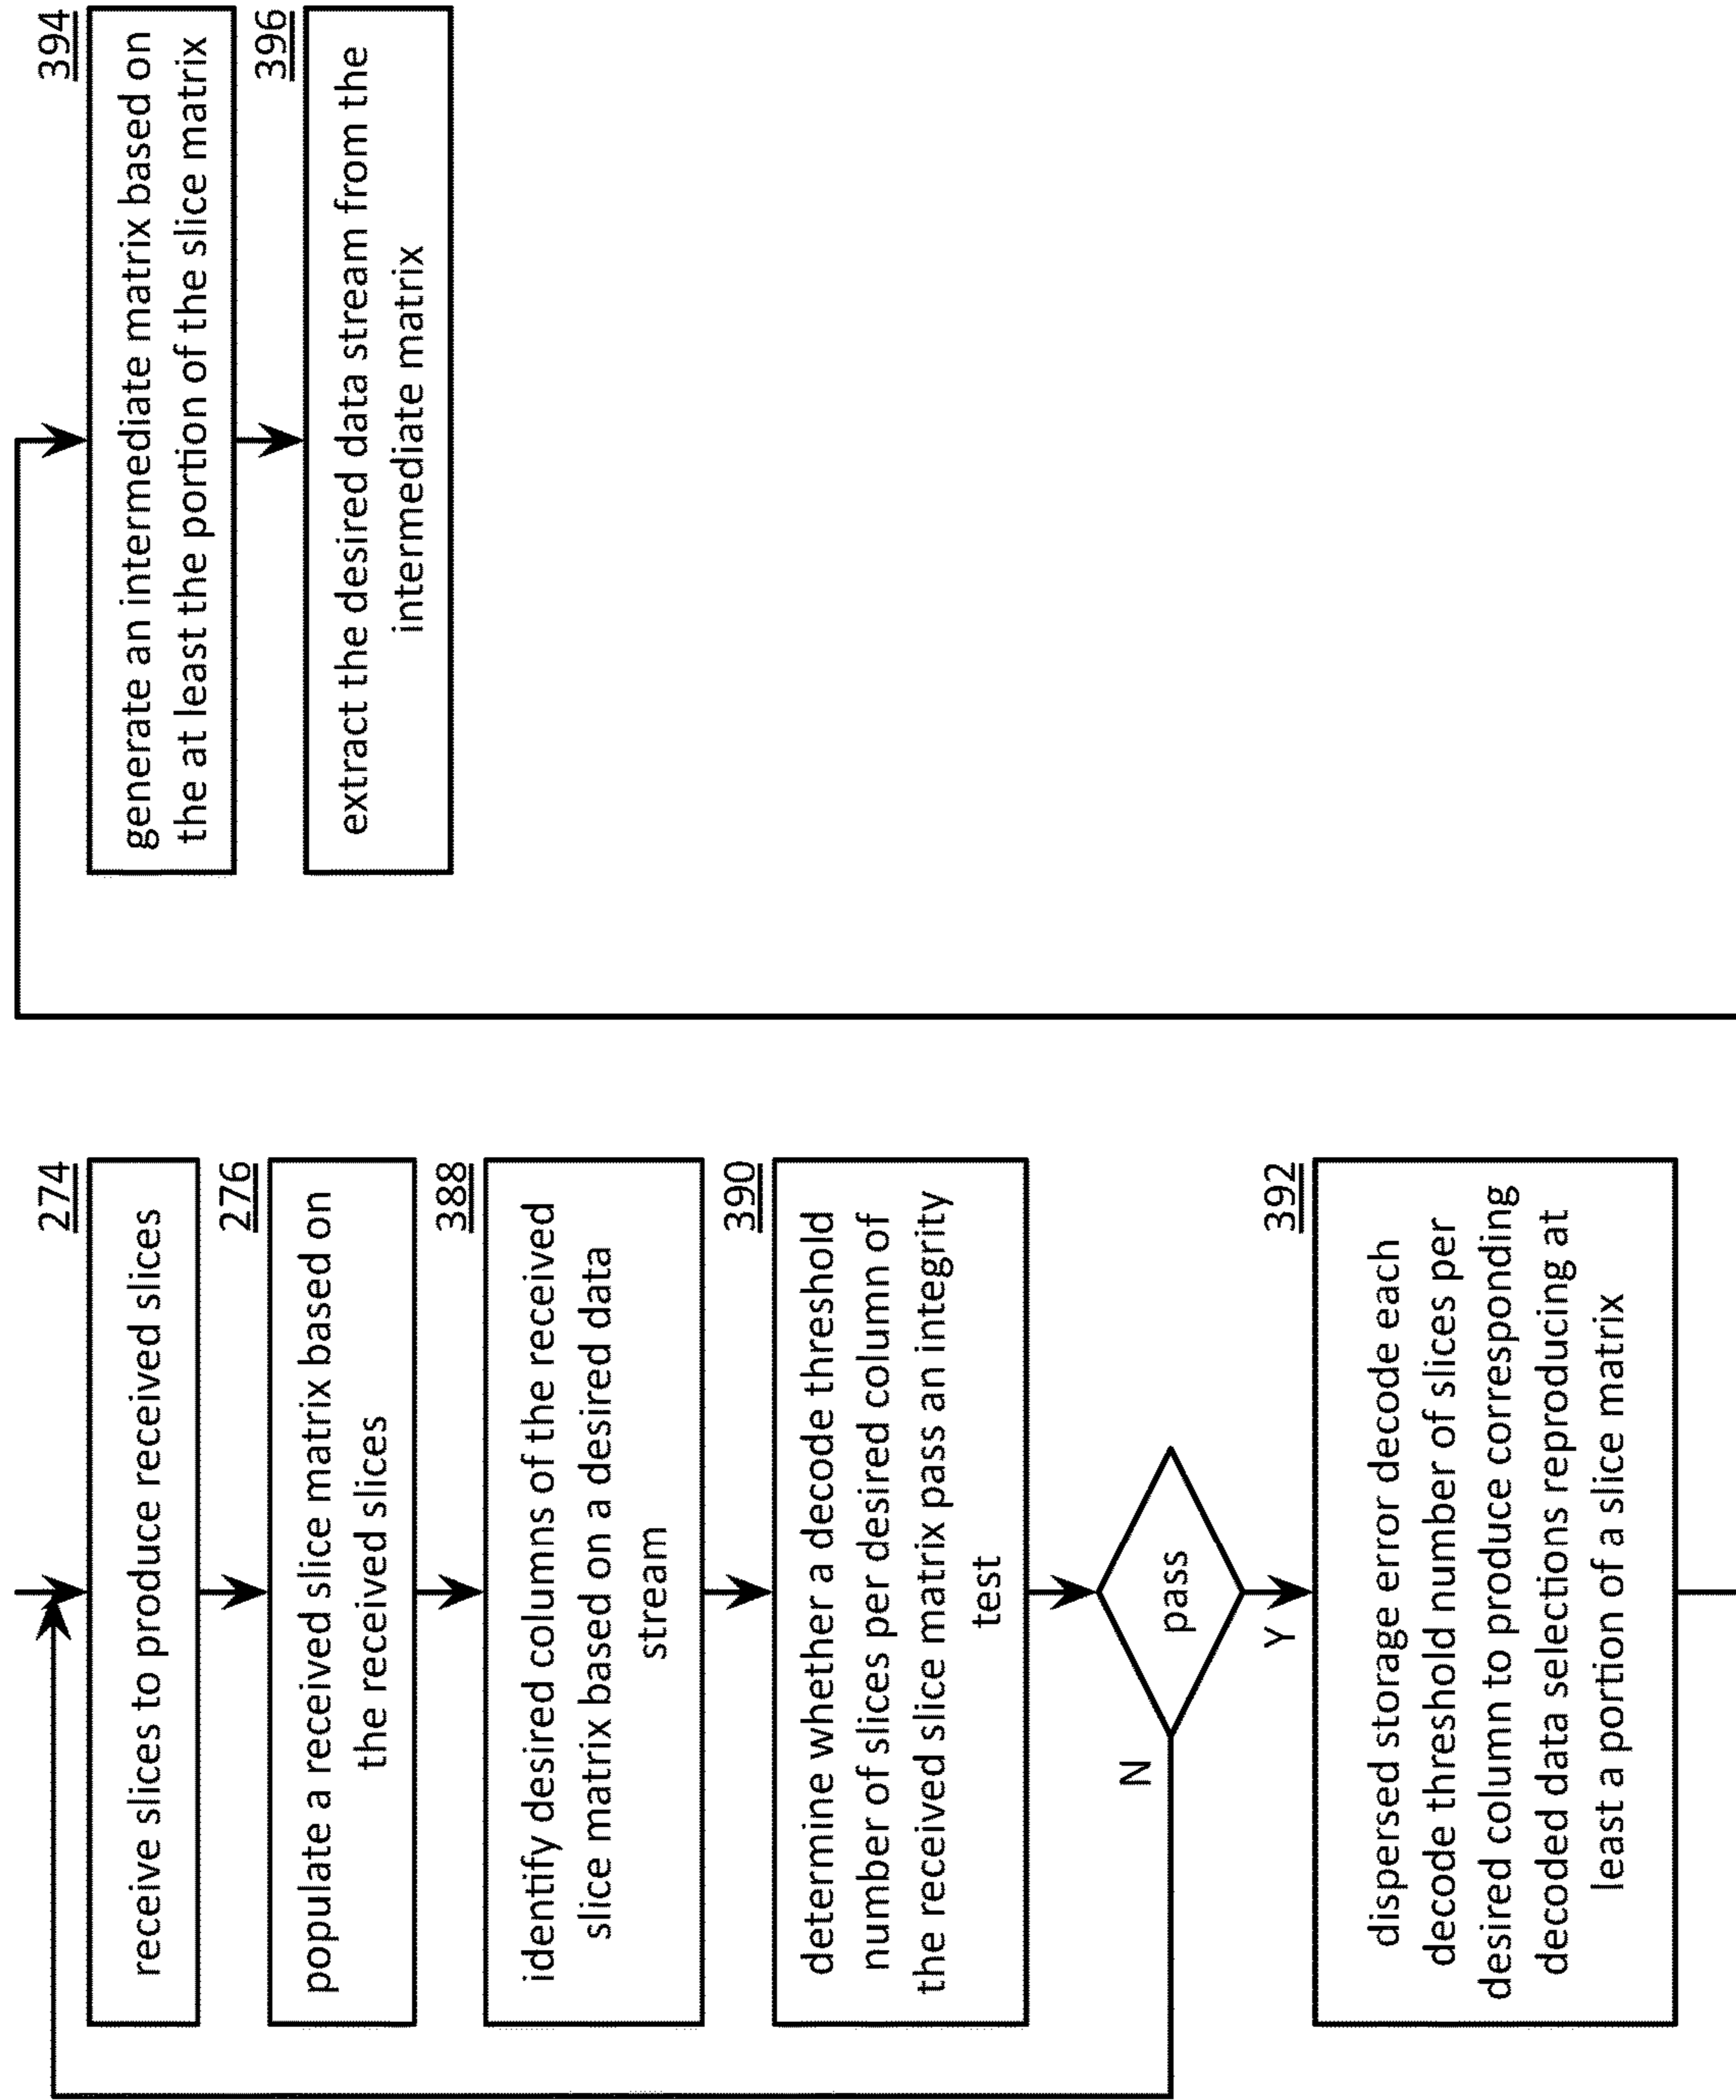 274
receive slices to produce received slices
276
populate a received slice matrix based on
the received slices
388
identify desired columns of the received
slice matrix based on a desired data
stream
390
determine whether a decode threshold
number of slices per desired column of
the received slice matrix pass an integrity
test
pass
N
Y
392
dispersed storage error decode each
decode threshold number of slices per
desired column to produce corresponding
decoded data selections reproducing at
least a portion of a slice matrix
394
generate an intermediate matrix based on
the at least the portion of the slice matrix
396
extract the desired data stream from the
intermediate matrix